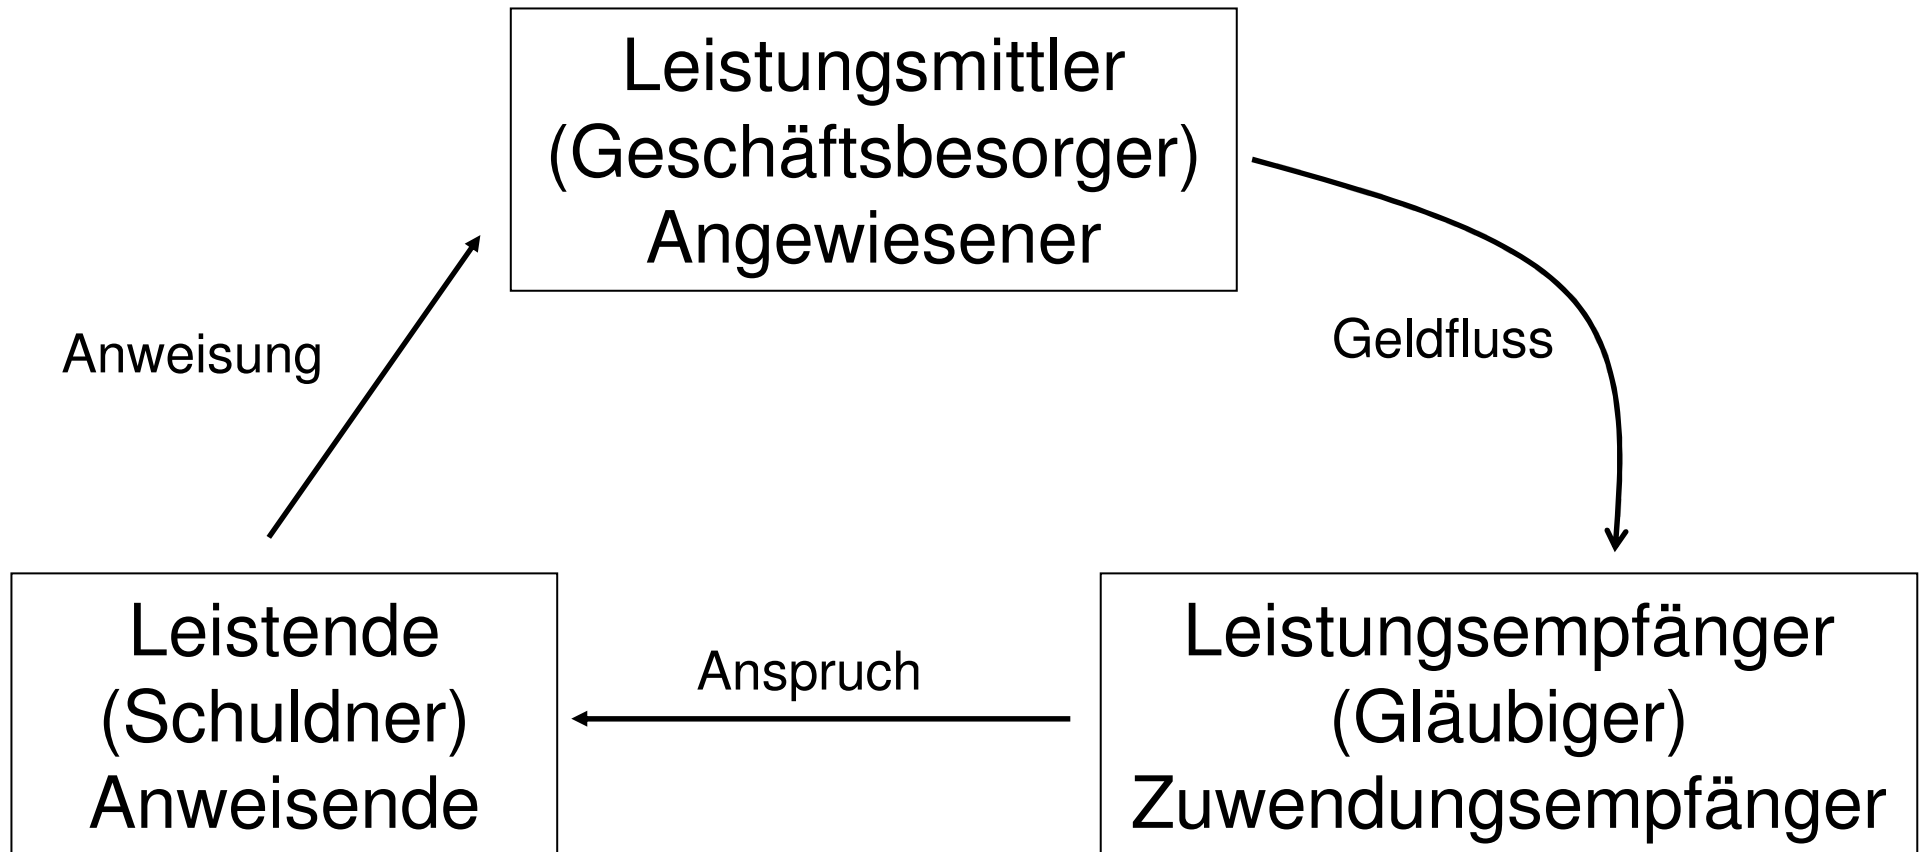 Leistungsmittler
(Geschäftsbesorger)
Angewiesener
Anweisung
Geldfluss
Leistende
(Schuldner)
Anweisende
Anspruch
Leistungsempfänger
(Gläubiger)
Zuwendungsempfänger